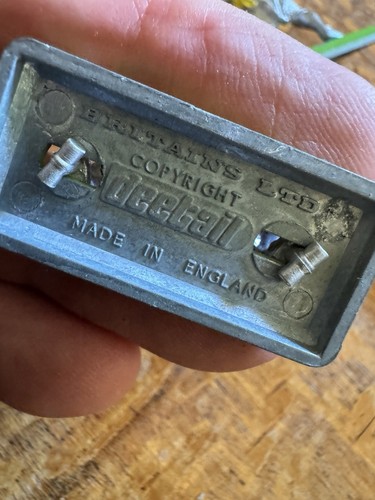 BRITAINS LTD
COPYRIGHT
Deetail
MADE IN ENGLAND